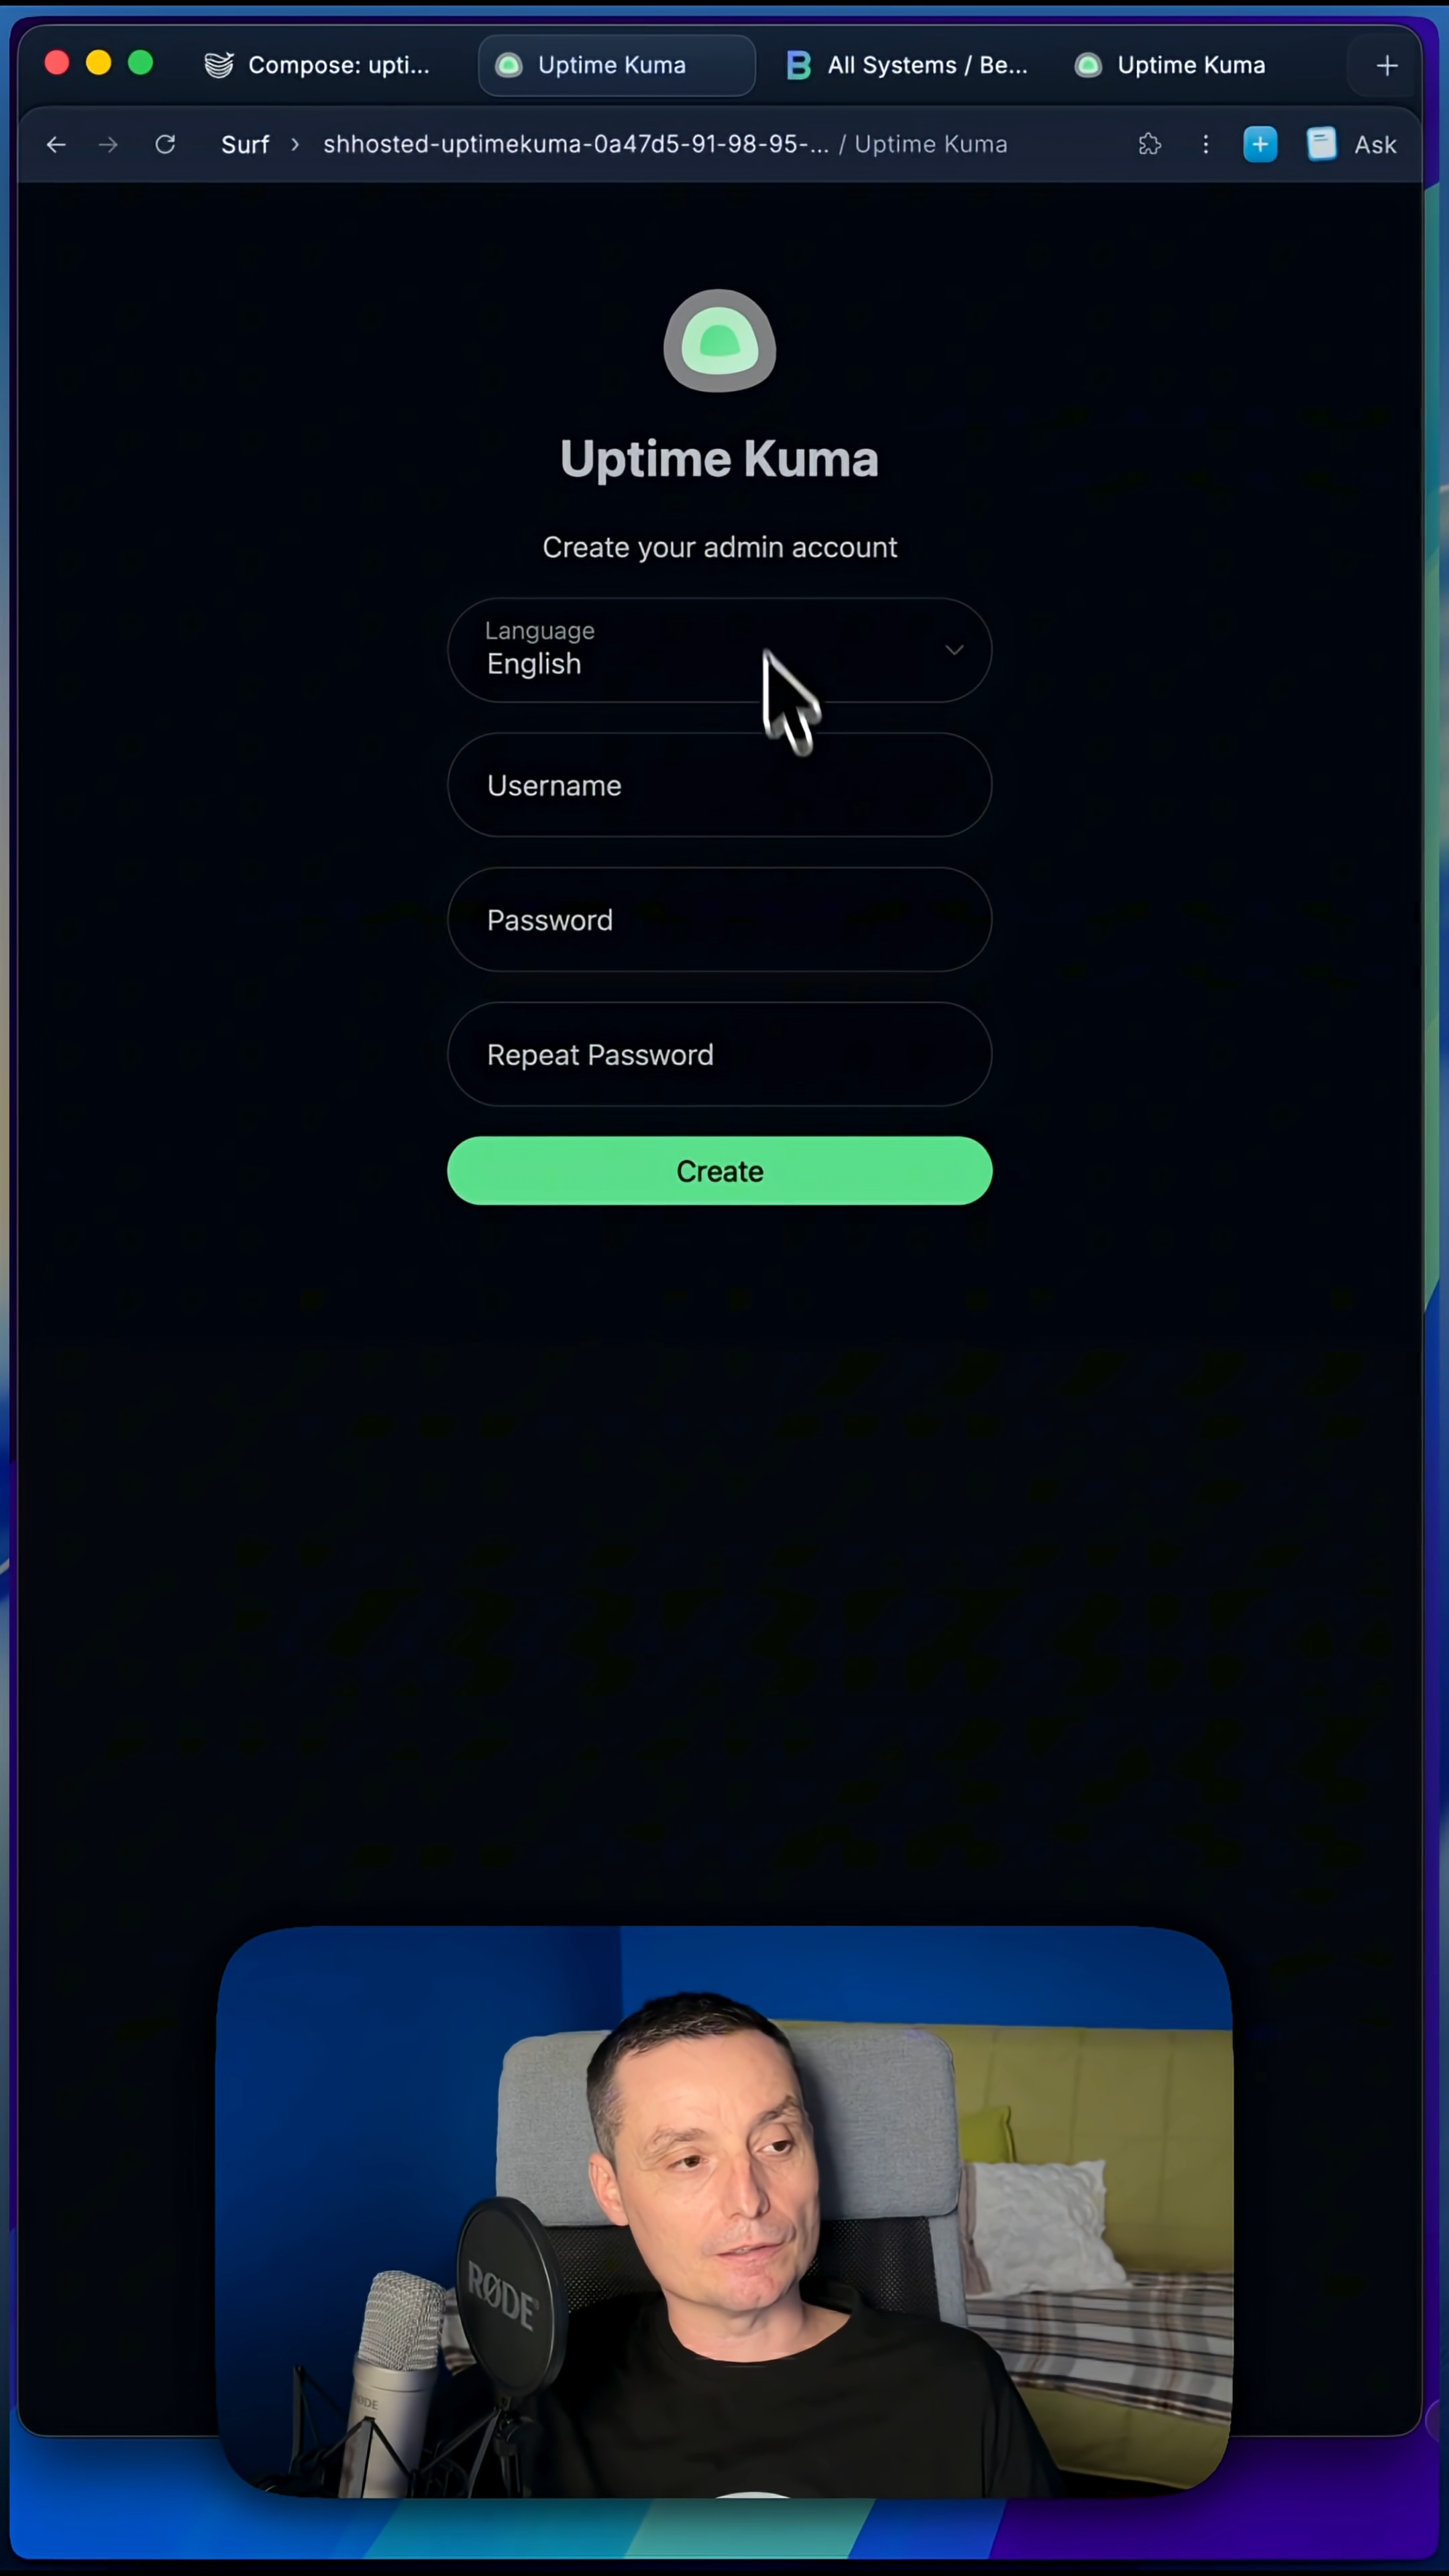 Compose: upti...
Uptime Kuma
All Systems / Be...
Uptime Kuma
Surf › shhosted-uptimekuma-0a47d5-91-98-95-... / Uptime Kuma
Ask
Uptime Kuma
Create your admin account
Language
English
Username
Password
Repeat Password
Create
RØDE
RØDE